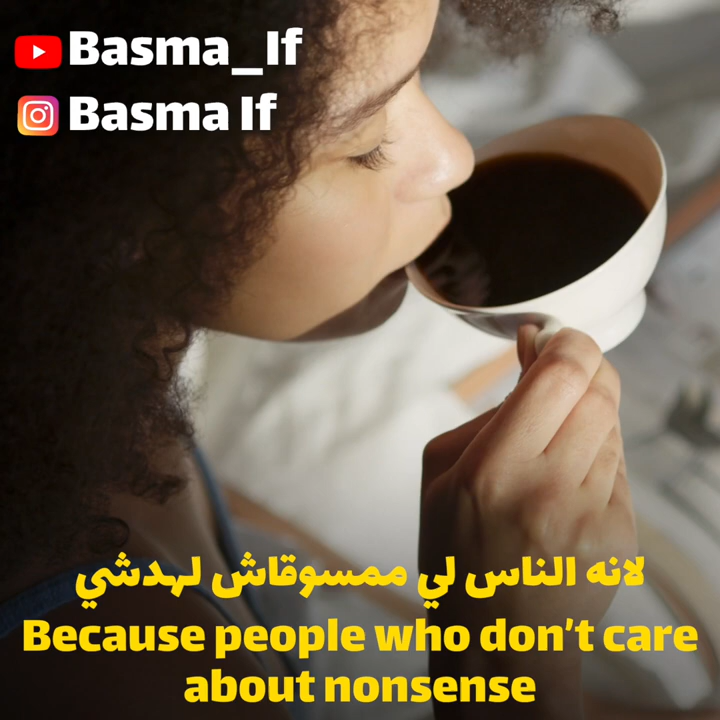 Basma_If
Basma If
لانه الناس لي ممسوقاش لهدشي
Because people who don't care
about nonsense